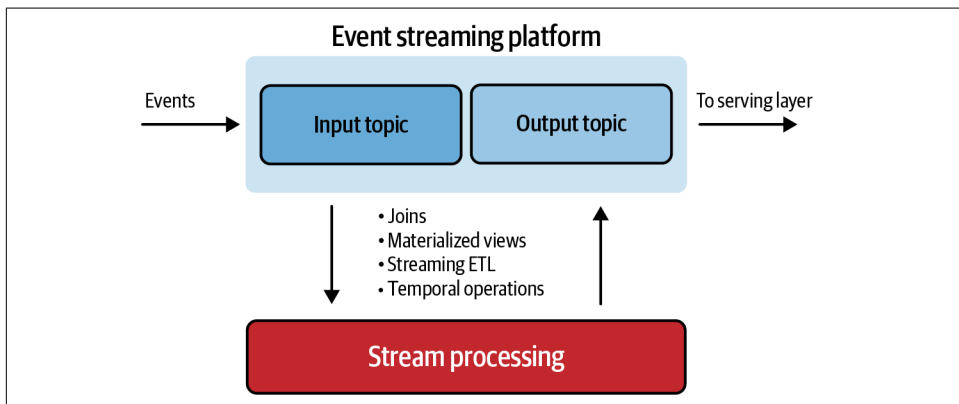 Event streaming platform
Events
Input topic
Output topic
To serving layer
• Joins
• Materialized views
• Streaming ETL
• Temporal operations
Stream processing